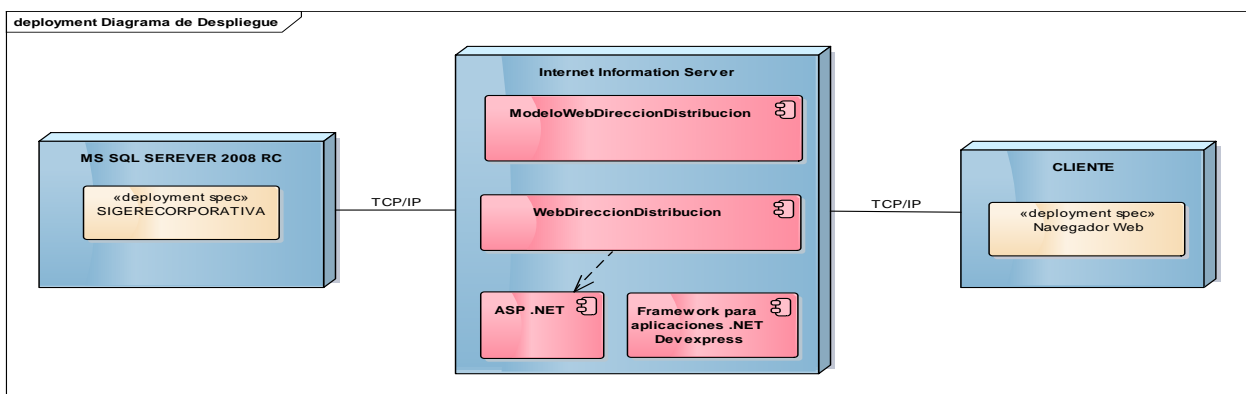 deployment Diagrama de Despliegue
Internet Information Server
ModeloWebDireccionDistribucion
MS SQL SEREVER 2008 RC
«deployment spec»
SIGERECORPORATIVA
TCP/IP
WebDireccionDistribucion
TCP/IP
CLIENTE
«deployment spec»
Navegador Web
ASP .NET
Framework para
aplicaciones .NET
Devexpress